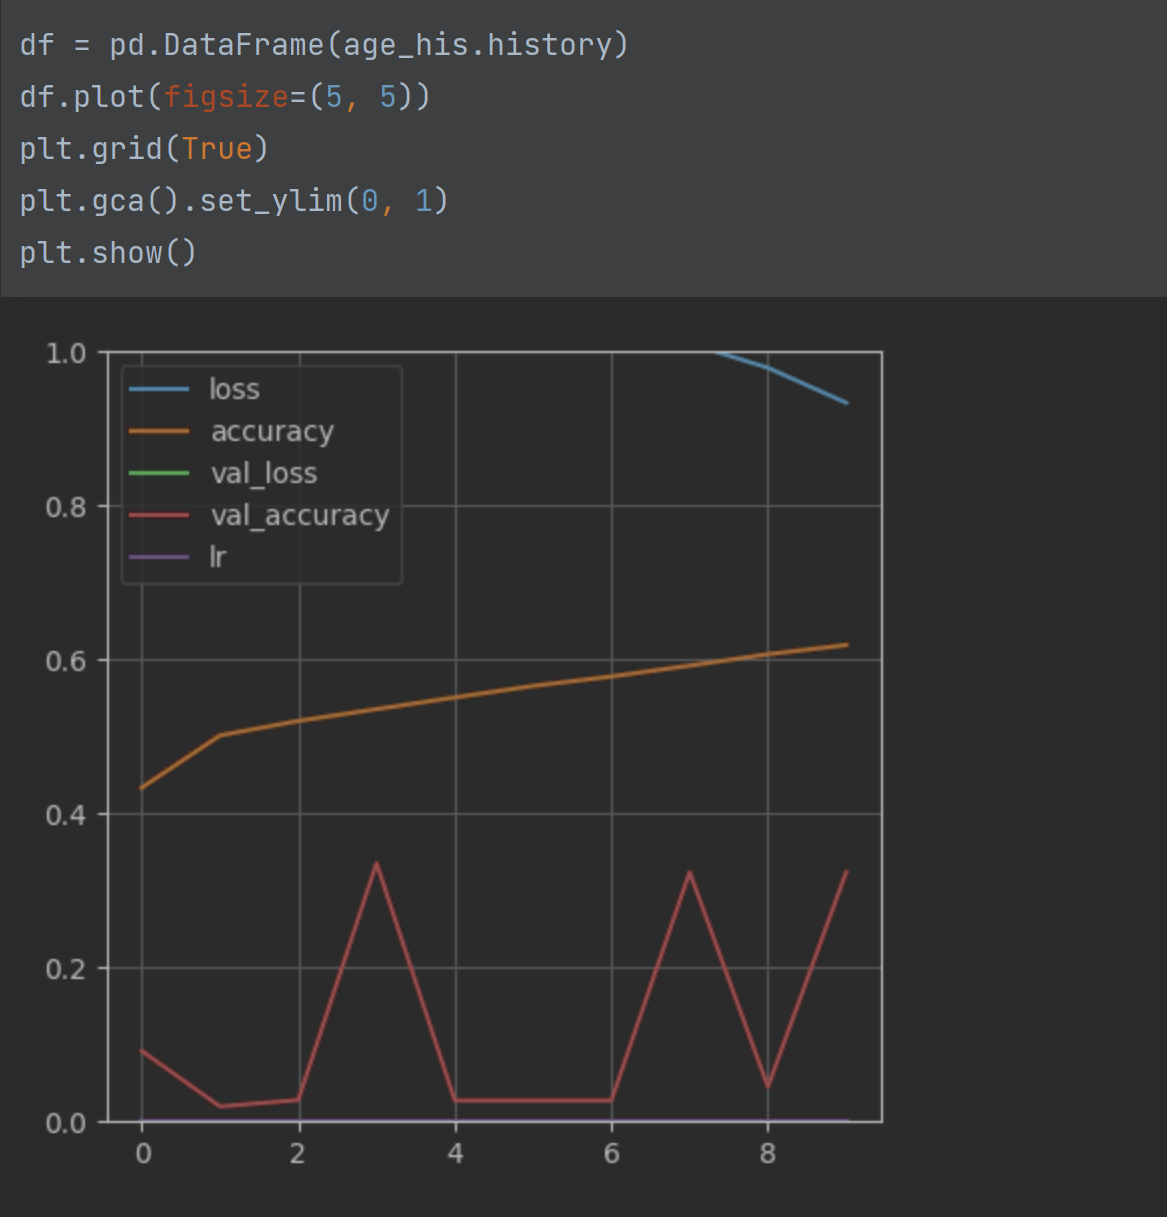 df = pd.DataFrame(age_his.history)
df.plot(figsize=(5, 5))
plt.grid(True)
plt.gca().set_ylim(0, 1)
plt.show()
1.0
loss
accuracy
val_loss
val_accuracy
lr
0.8
0.6
0.4
0.2
0.0
0 2 4 6 8